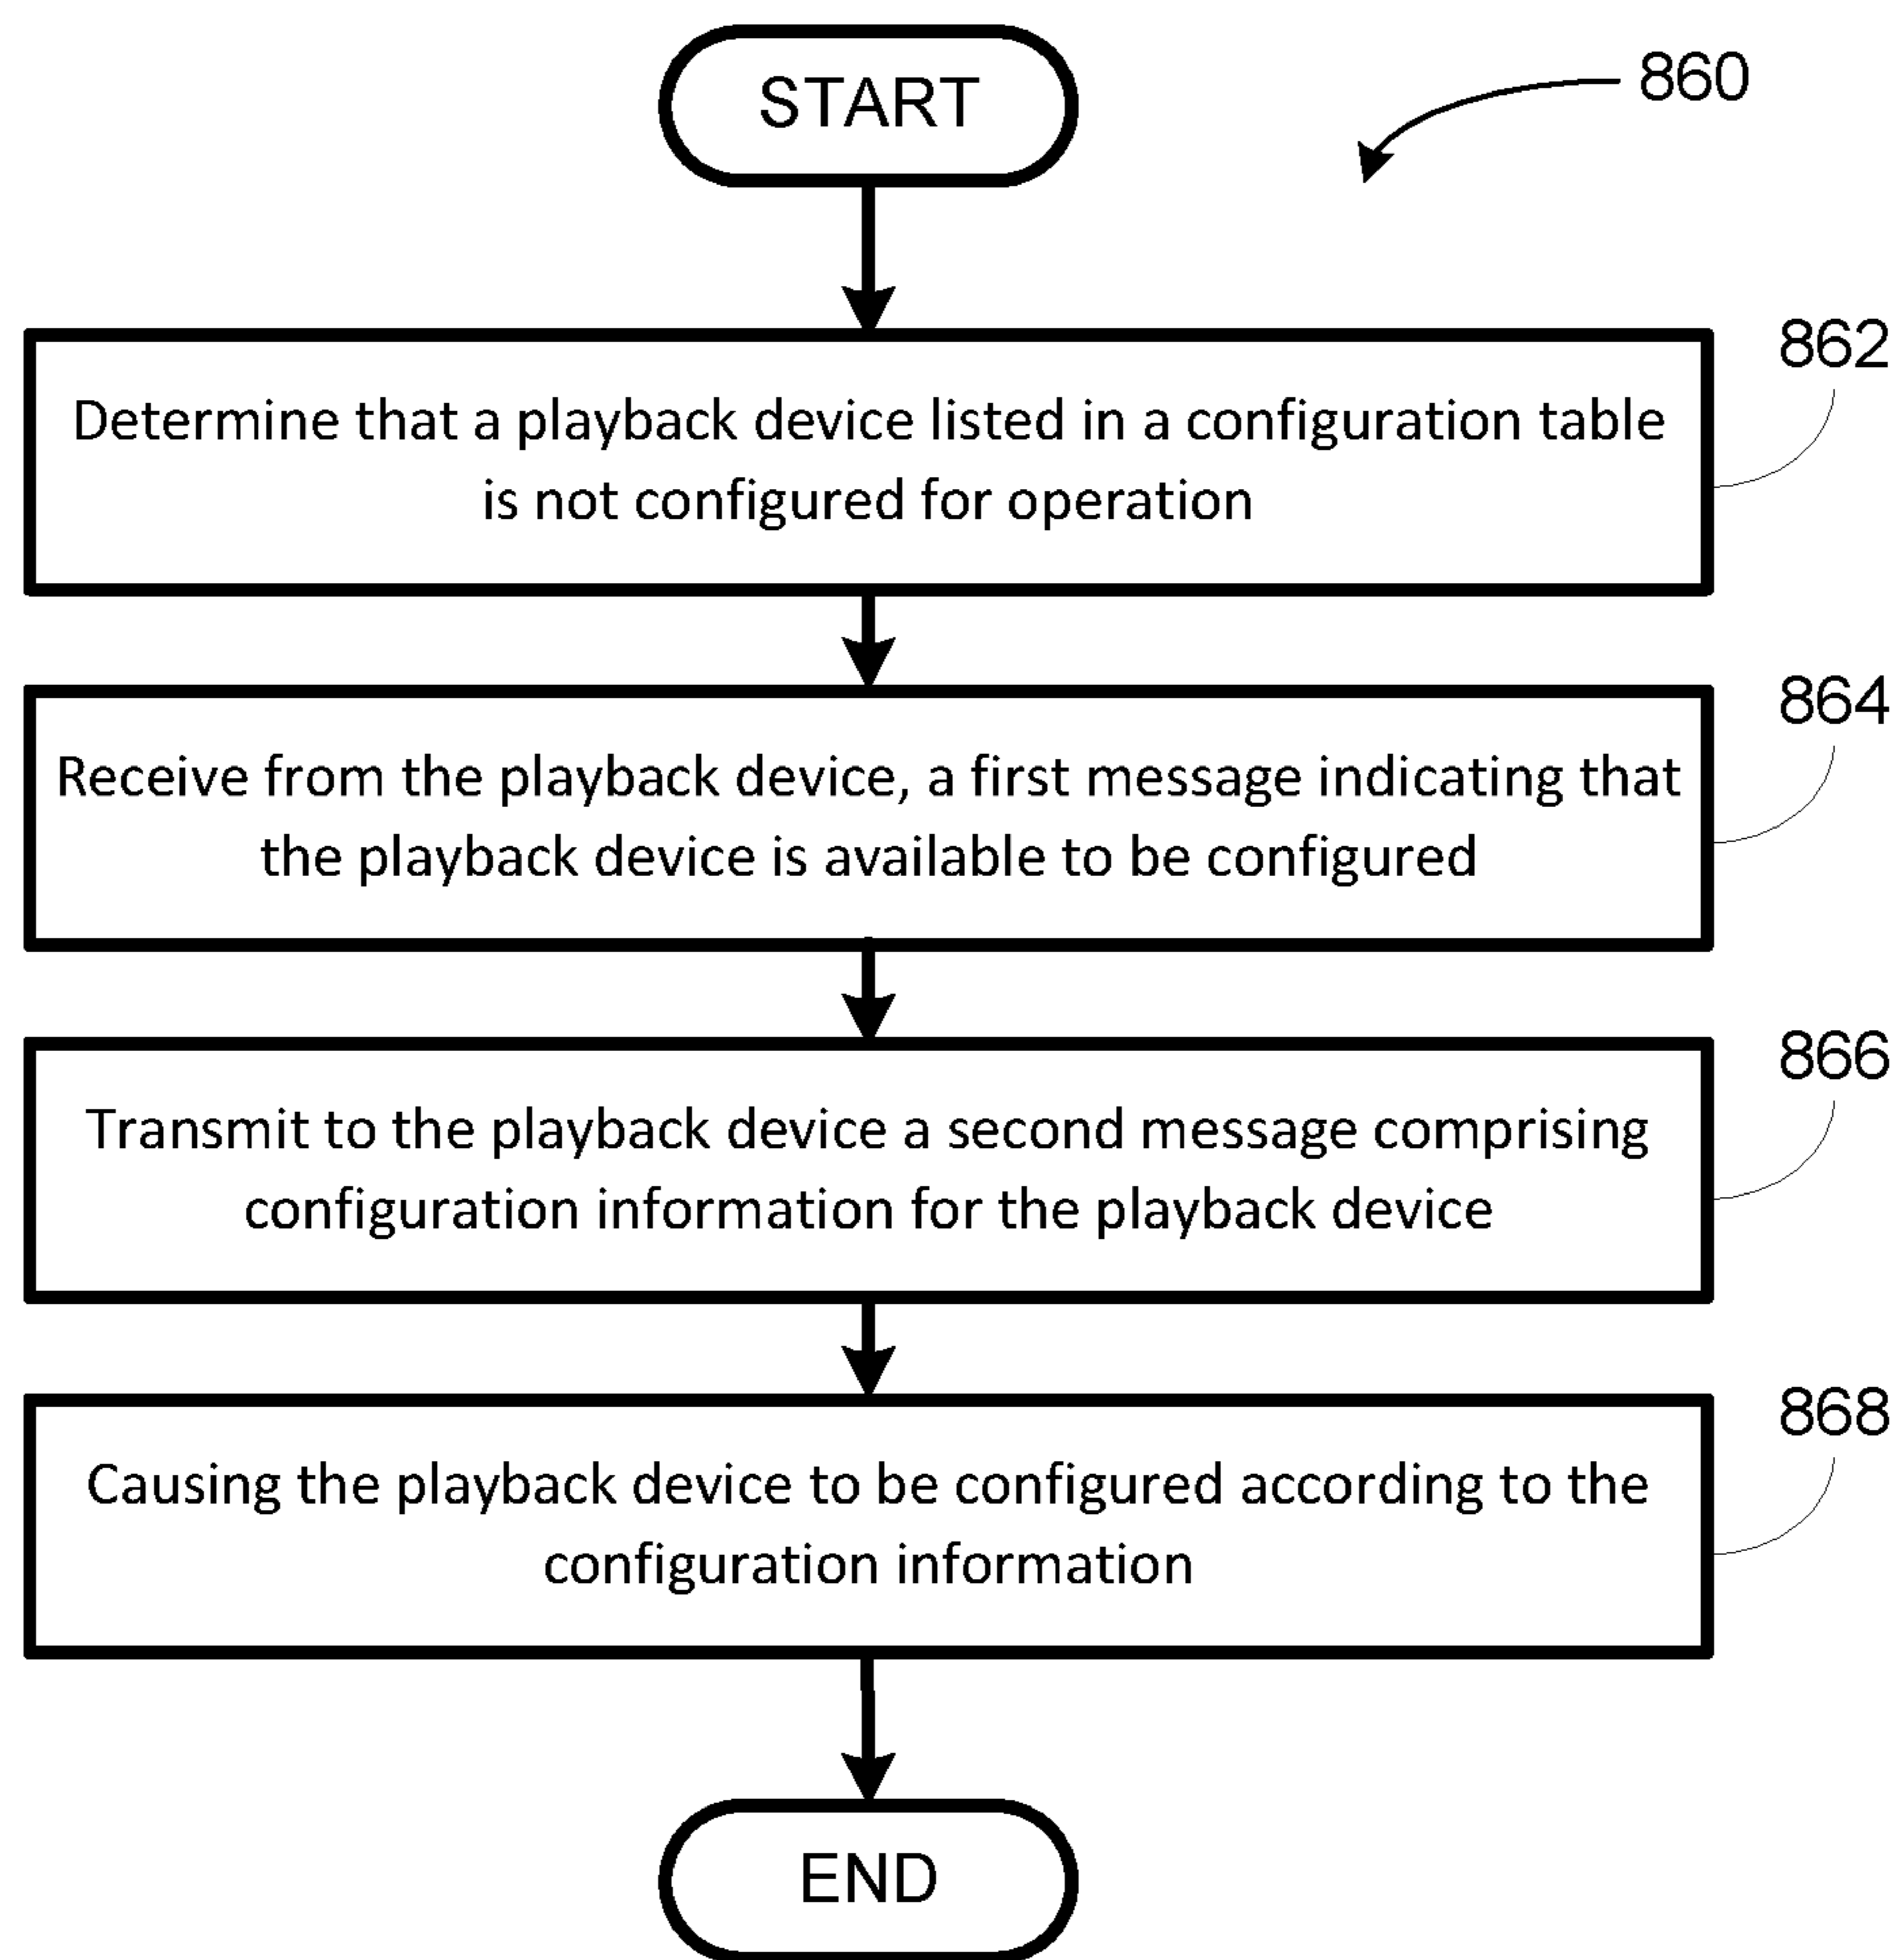 START
860
862
Determine that a playback device listed in a configuration table
is not configured for operation
864
Receive from the playback device, a first message indicating that
the playback device is available to be configured
866
Transmit to the playback device a second message comprising
configuration information for the playback device
868
Causing the playback device to be configured according to the
configuration information
END